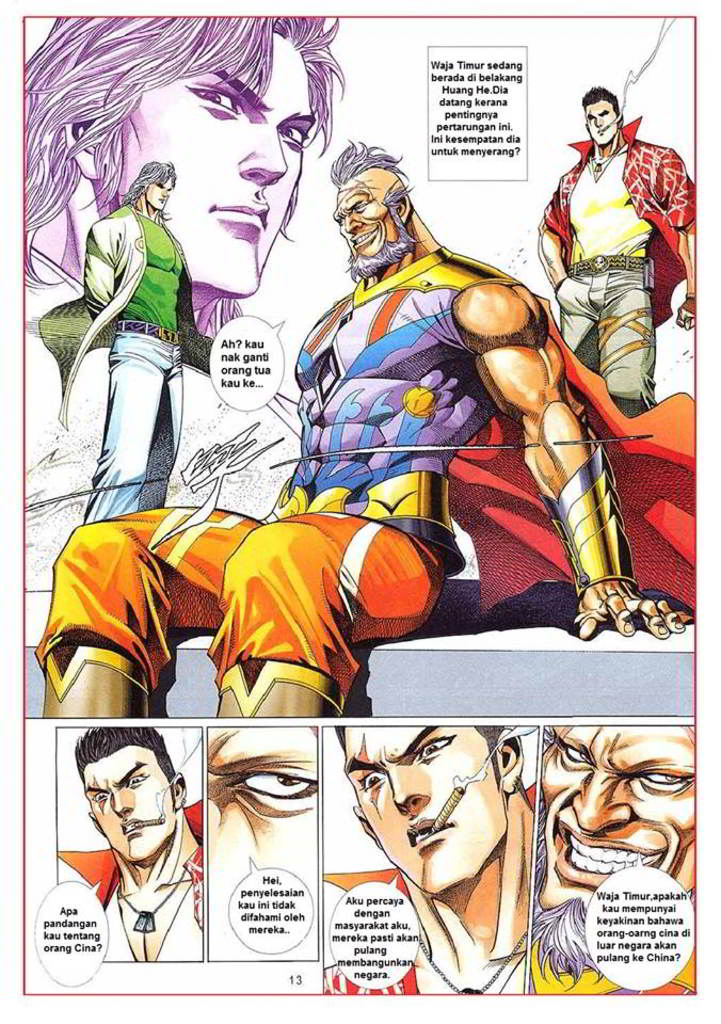 Waja Timur sedang
berada di belakang
Huang He.Dia
datang kerana
pentingnya
pertarungan ini.
Ini kesempatan dia
untuk menyerang?
Ah? kau
nak ganti
orang tua
kau ke...
Apa
pandangan
kau tentang
orang Cina?
Hei,
penyelesaian
kau ini tidak
difahami oleh
mereka..
Aku percaya
dengan
masyarakat aku,
mereka pasti akan
pulang
membangunkan
negara.
Waja Timur,apakah
kau mempunyai
keyakinan bahawa
orang-oarng cina di
luar negara akan
pulang ke China?
13